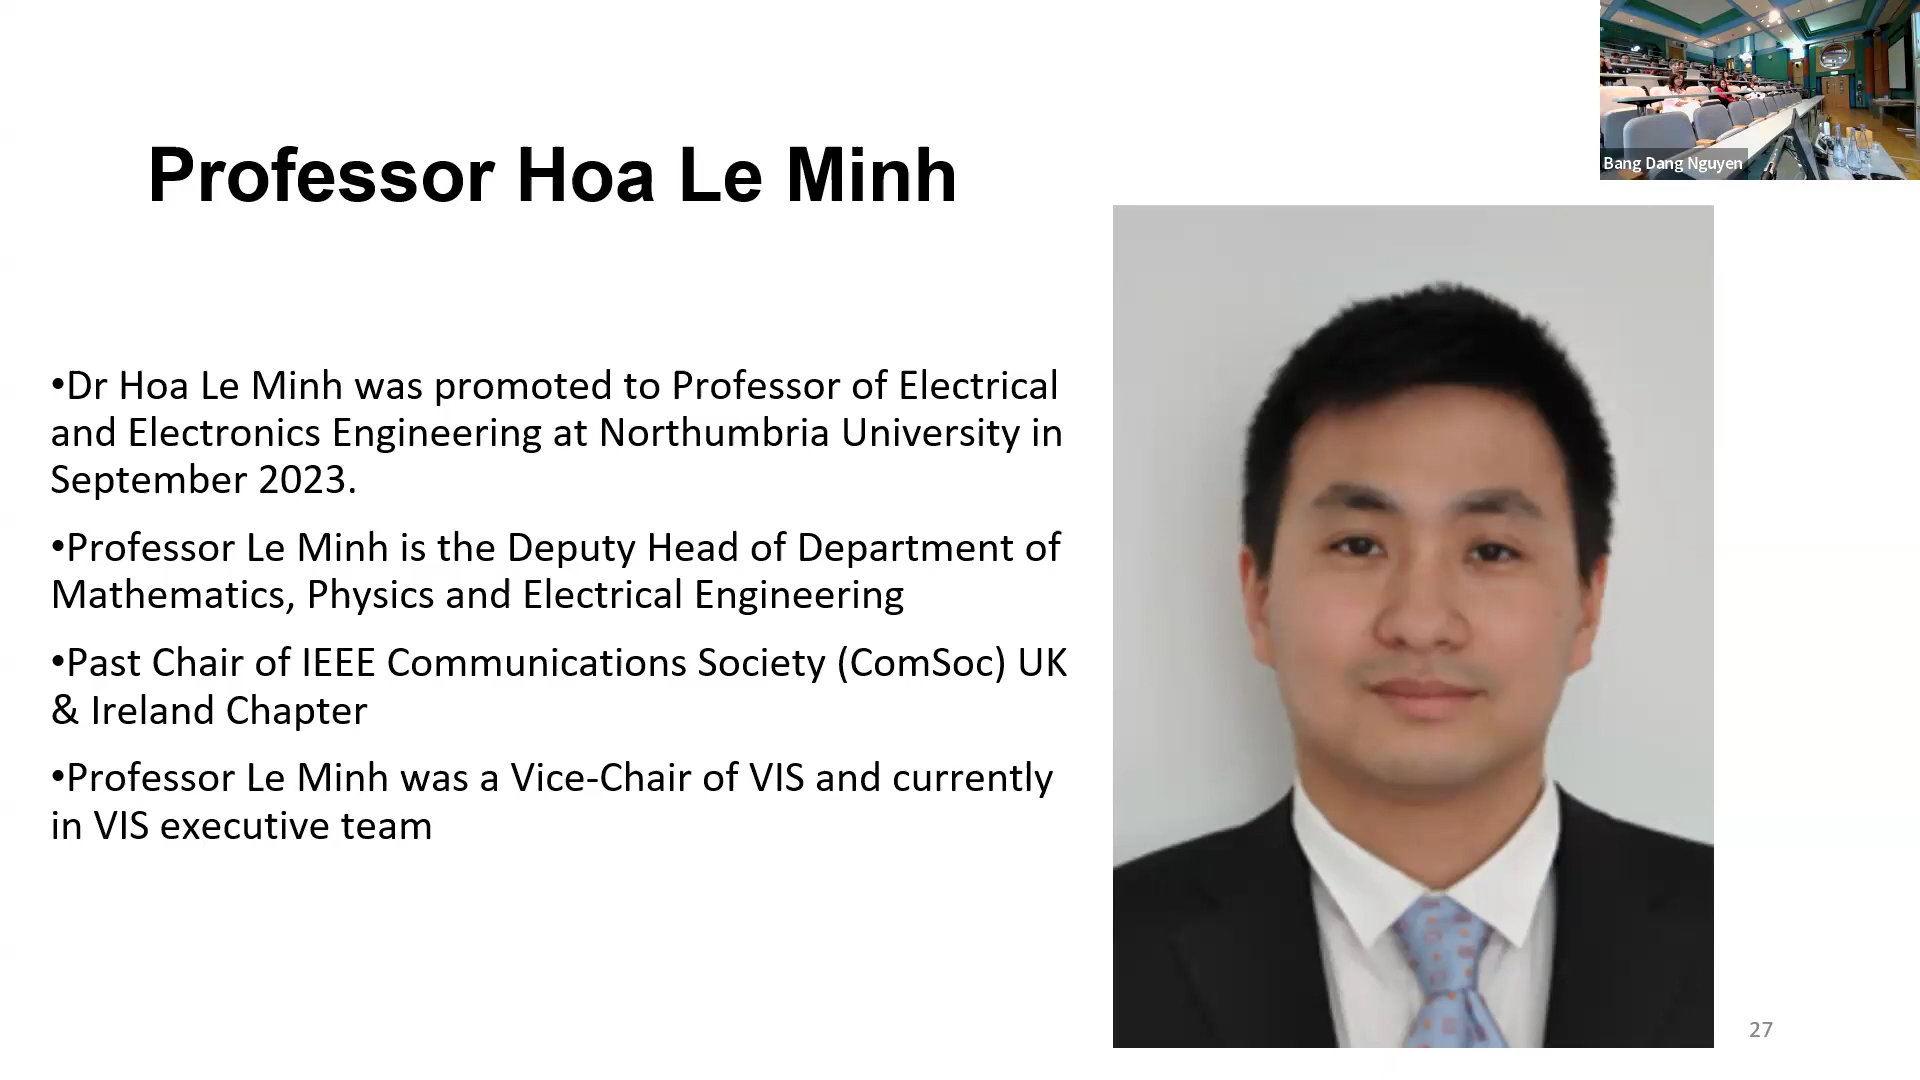 Bang Dang Nguyen
Professor Hoa Le Minh
•Dr Hoa Le Minh was promoted to Professor of Electrical
and Electronics Engineering at Northumbria University in
September 2023.
•Professor Le Minh is the Deputy Head of Department of
Mathematics, Physics and Electrical Engineering
•Past Chair of IEEE Communications Society (ComSoc) UK
& Ireland Chapter
•Professor Le Minh was a Vice-Chair of VIS and currently
in VIS executive team
27